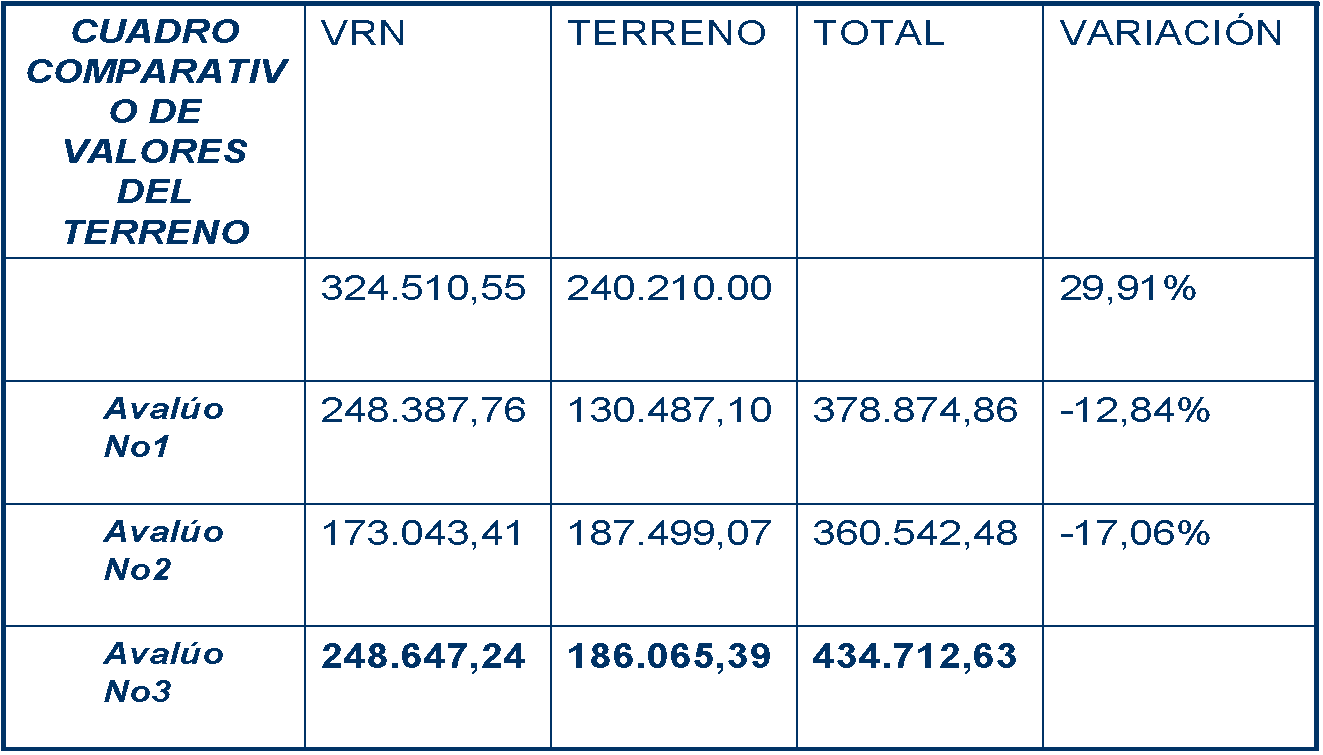 CUADRO
COMPARATIV
O DE
VALORES
DEL
TERRENO
VRN
TERRENO
TOTAL
VARIACIÓN
324.510,55
240.210.00
29,91%
Avalúo
No1
248.387,76
130.487,10
378.874,86
-12,84%
Avalúo
No2
173.043,41
187.499,07
360.542,48
-17,06%
Avalúo
No3
248.647,24
186.065,39
434.712,63